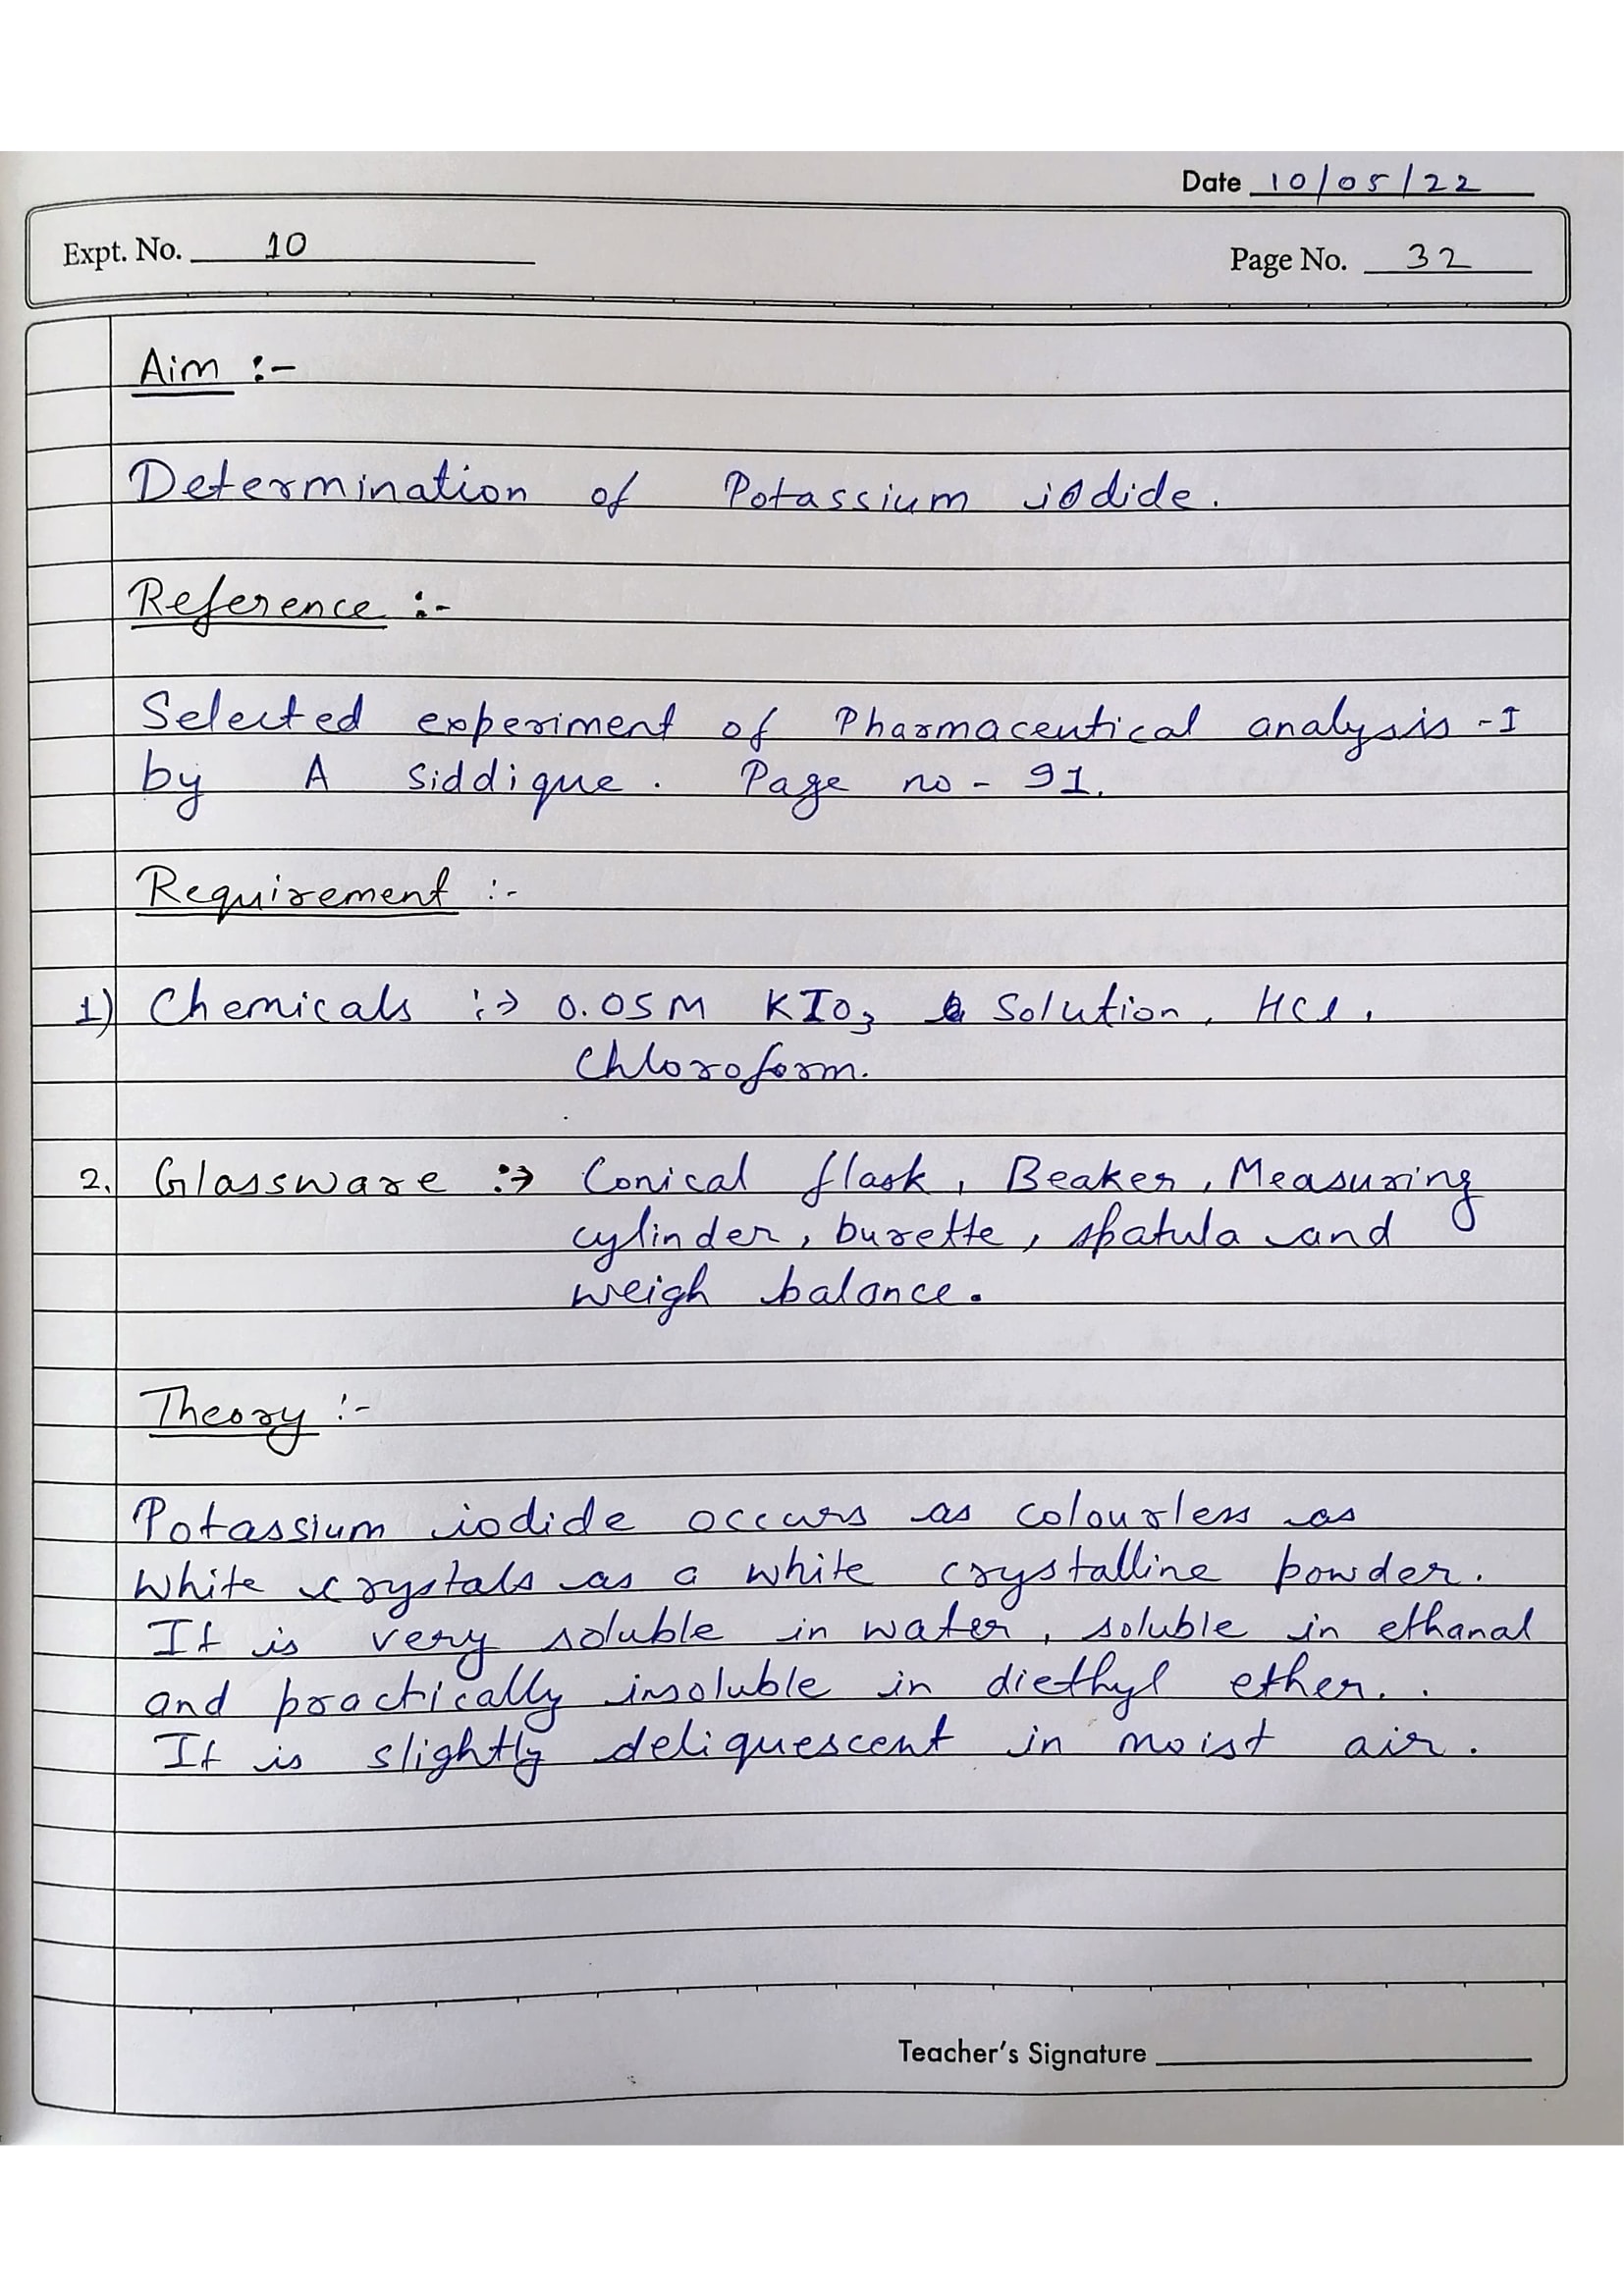 Date 10/05/22
Expt. No. 10
Page No. 32
Aim :-
Determination of Potassium iodide.
Reference :-
Selected experiment of Pharmaceutical analysis -I
by A Siddique. Page no - 91.
Requirement :-
1) Chemicals :→ 0.05M KIO₃ Solution, HCl,
Chloroform.
2. Glassware :→ Conical flask, Beaker, Measuring
cylinder, burette, spatula and
weigh balance.
Theory :-
Potassium iodide occurs as colourless as
white crystals as a white crystalline powder.
It is very soluble in water, soluble in ethanal
and practically insoluble in diethyl ether..
It is slightly deliquescent in moist air.
Teacher's Signature